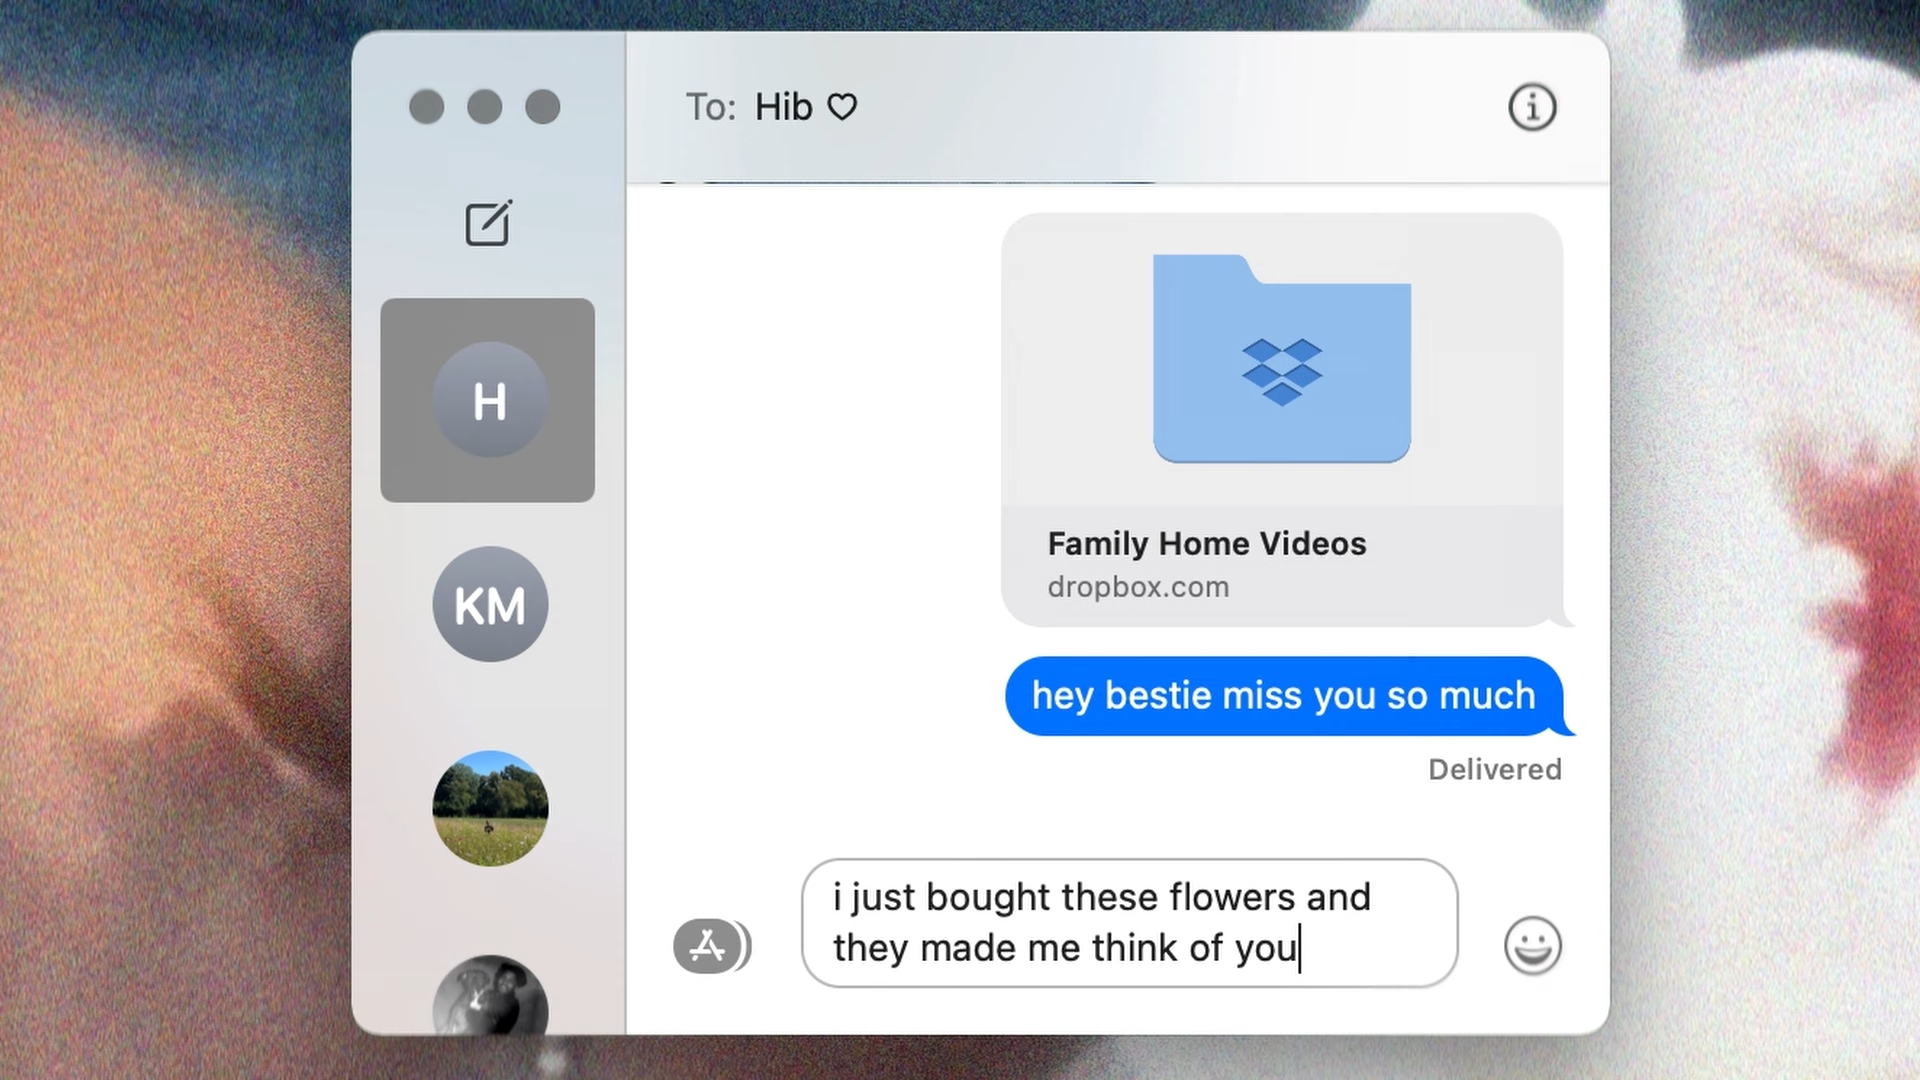 To: Hib ♡
H
KM
Family Home Videos
dropbox.com
hey bestie miss you so much
Delivered
i just bought these flowers and
they made me think of you